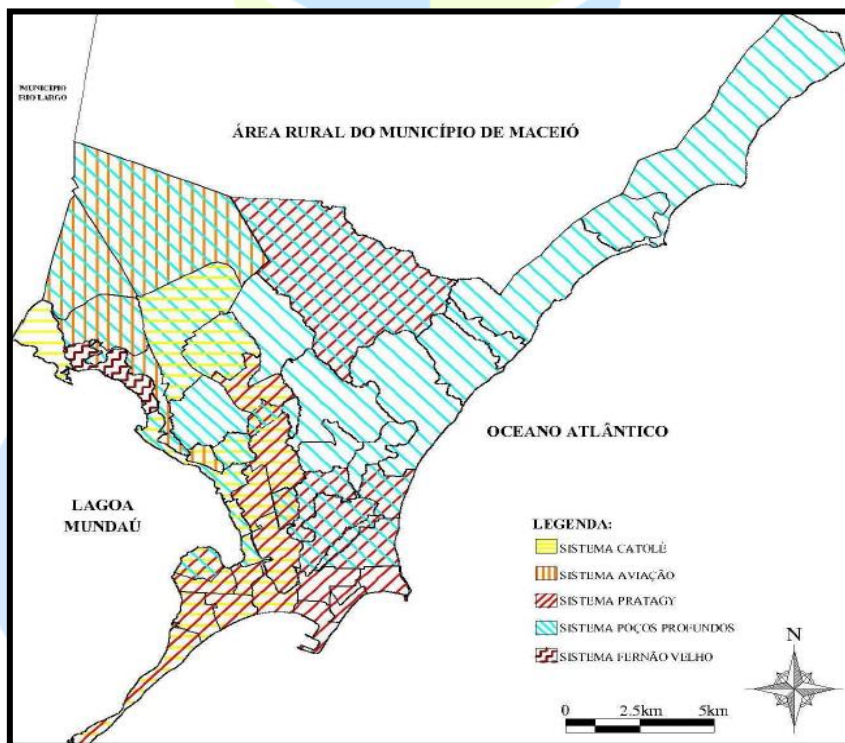 MUNICIPIO
RIO LARGO
ÁREA RURAL DO MUNICÍPIO DE MACEIÓ
OCEANO ATLÂNTICO
LAGOA
MUNDAÚ
LEGENDA:
SISTEMA CATOLÉ
SISTEMA AVIAÇÃO
SISTEMA PRATAGY
SISTEMA POÇOS PROFUNDOS
SISTEMA FERNÃO VELHO
N
0 2.5km 5km